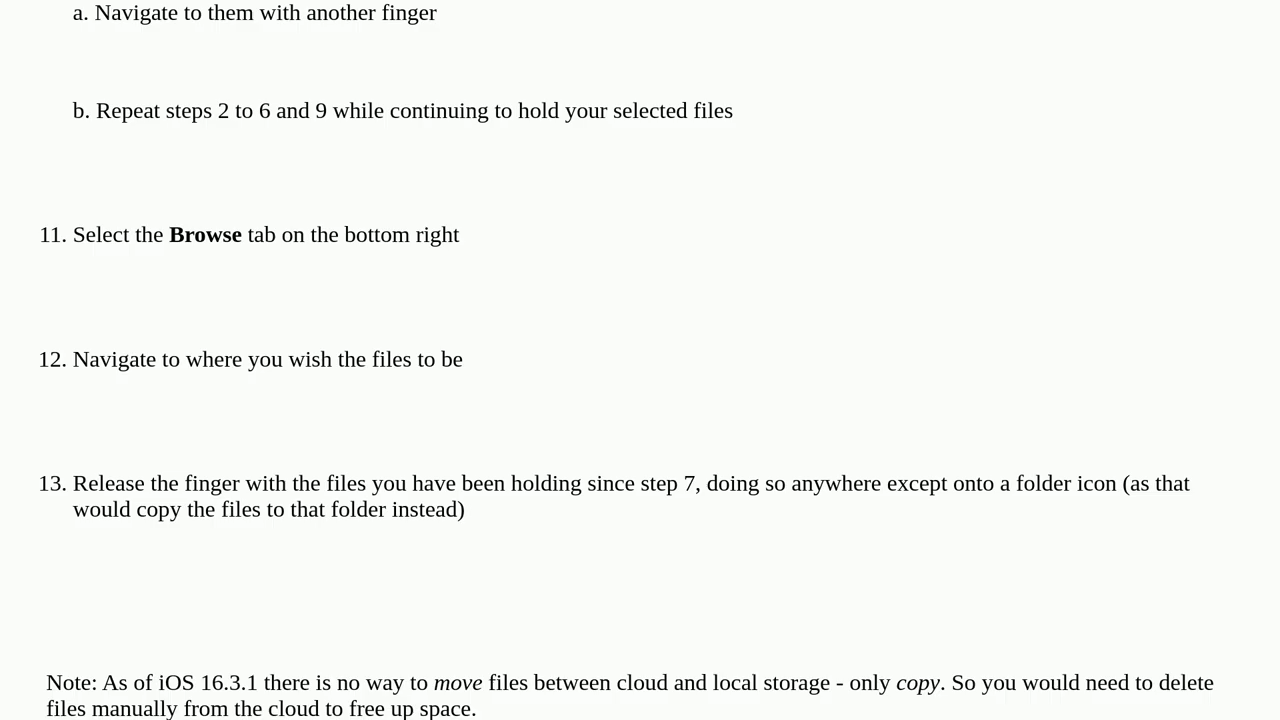 a. Navigate to them with another finger
b. Repeat steps 2 to 6 and 9 while continuing to hold your selected files
11. Select the Browse tab on the bottom right
12. Navigate to where you wish the files to be
13. Release the finger with the files you have been holding since step 7, doing so anywhere except onto a folder icon (as that
would copy the files to that folder instead)
Note: As of iOS 16.3.1 there is no way to move files between cloud and local storage - only copy. So you would need to delete
files manually from the cloud to free up space.